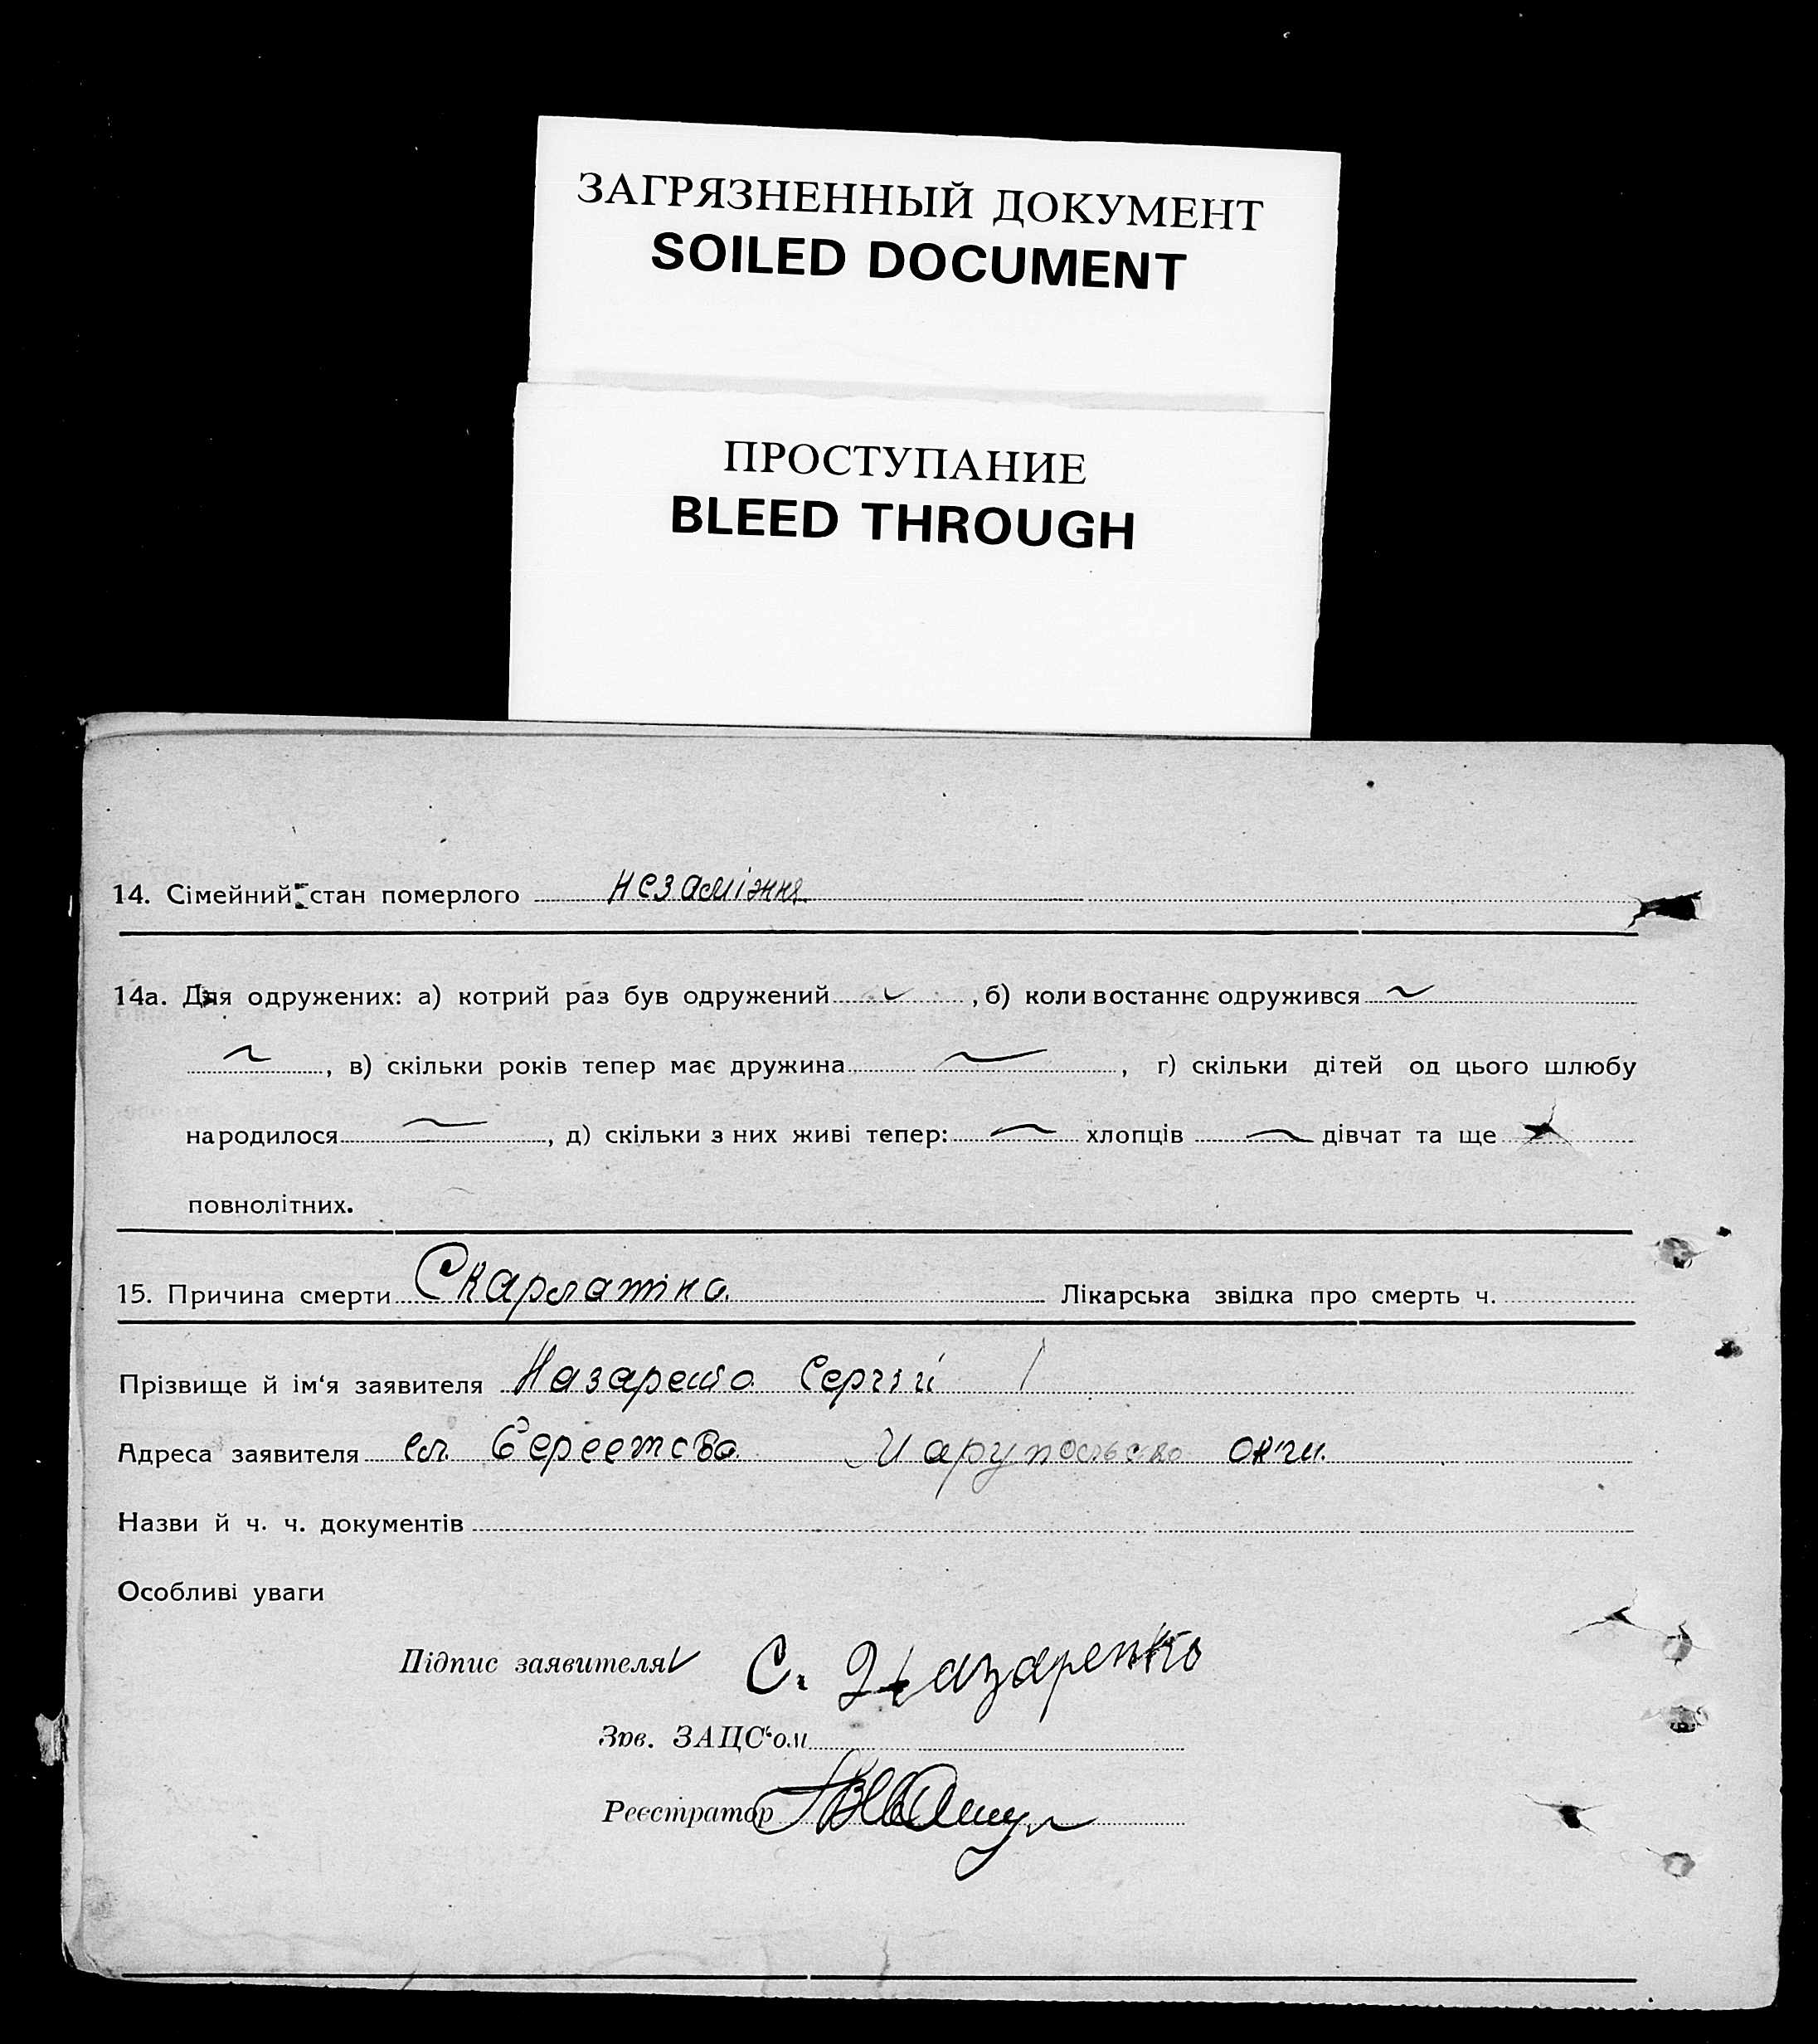 ЗАГРЯЗНЕННЫЙ ДОКУМЕНТ
SOILED DOCUMENT
ПРОСТУПАНИЕ
BLEED THROUGH
14. Сімейний стан померлого незаміжня
14а. Для одружених: а) котрий раз був одружений , б) коли востаннє одружився
, в) скільки років тепер має дружина , г) скільки дітей од цього шлюбу
народилося , д) скільки з них живі тепер: хлопців дівчат та ще
повнолітних.
15. Причина смерти Скарлатіна Лікарська звідка про смерть ч.
Прізвище й ім‘я заявителя Сергій
Адреса заявителя
Назви й ч. ч. документів
Особливі уваги
Підпис заявителя С. Назаренко
Зав. ЗАЦС‘ом
Реєстратор